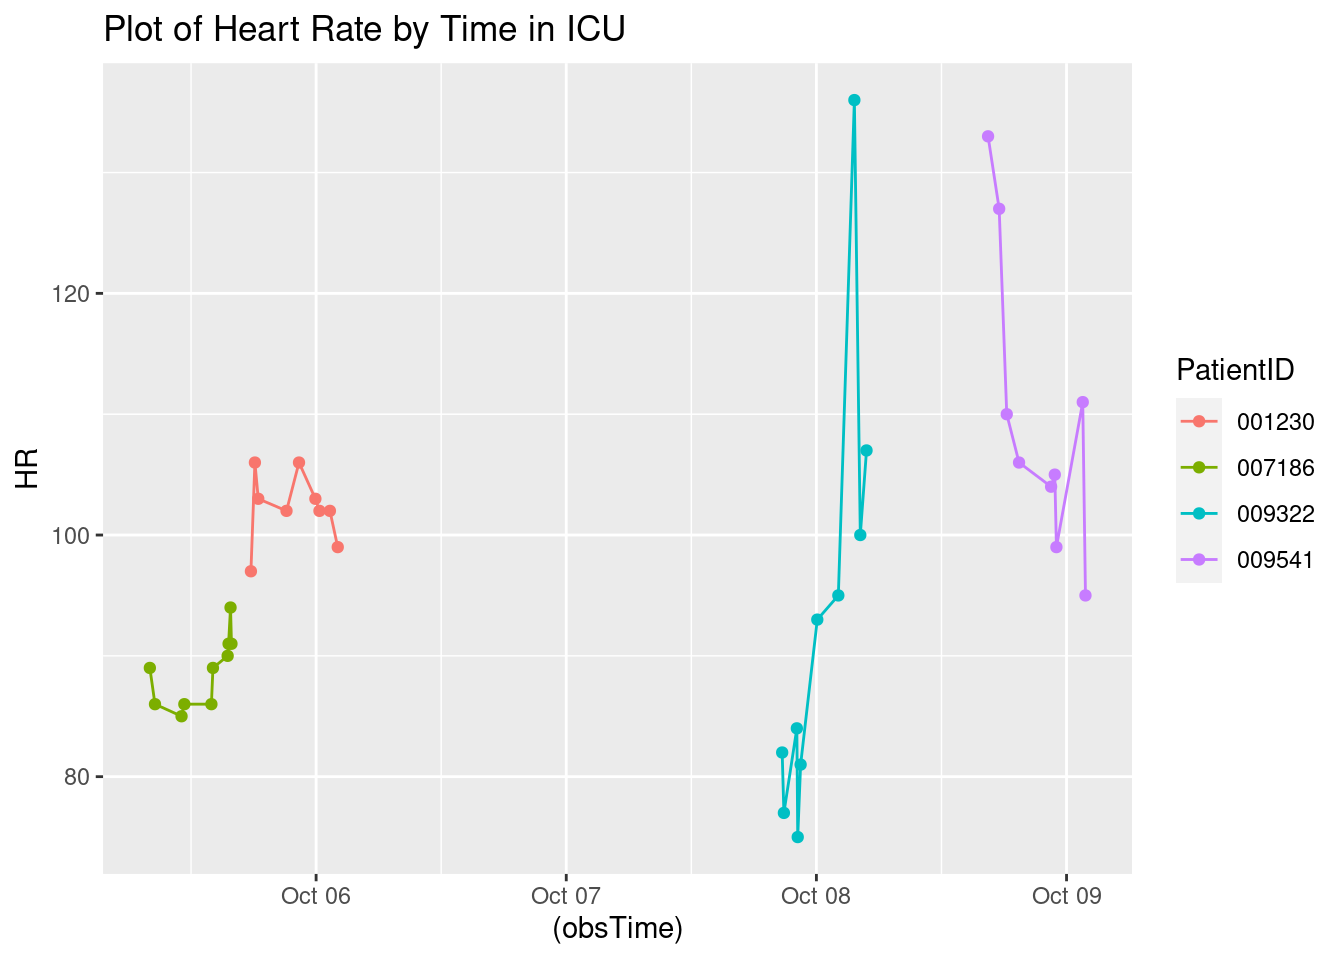 Plot of Heart Rate by Time in ICU
HR
120
100
80
Oct 06
Oct 07
Oct 08
Oct 09
(obsTime)
PatientID
001230
007186
009322
009541